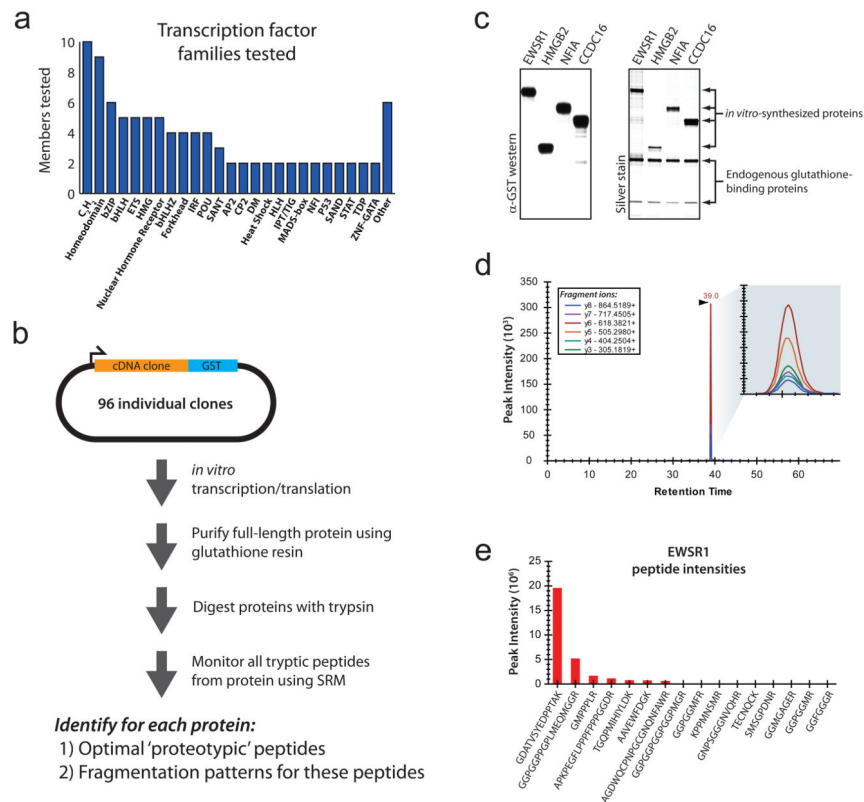 a
Transcription factor
families tested
Members tested
10
8
6
4
2
0
C2H2
Homeodomain
bZIP
bHLH
ETS
HMG
Nuclear Hormone Receptor
bHLHZ
Forkhead
IRF
POU
SANT
AP2
CP2
DM
Heat Shock
HLH
IPT/TIG
MADS-box
NFI
P53
SAND
STAT
TDP
ZNF-GATA
Other
b
cDNA clone
GST
96 individual clones
in vitro
transcription/translation
Purify full-length protein using
glutathione resin
Digest proteins with trypsin
Monitor all tryptic peptides
from protein using SRM
Identify for each protein:
1) Optimal 'proteotypic' peptides
2) Fragmentation patterns for these peptides
c
EWSR1
HMGB2
NFIA
CCDC16
α-GST western
EWSR1
HMGB2
NFIA
CCDC16
Silver stain
in vitro-synthesized proteins
Endogenous glutathione-
binding proteins
d
Peak Intensity (10³)
350
300
250
200
150
100
50
0
0 10 20 30 40 50 60
Retention Time
Fragment ions:
y8 - 864.5189+
y7 - 717.4505+
y6 - 618.3821+
y5 - 505.2980+
y4 - 404.2504+
y3 - 305.1819+
39.0
e
EWSR1
peptide intensities
Peak Intensity (10⁶)
25
20
15
10
5
0
GDATVSYEDPPTAK
GGPGGPPGPLMEQMGGR
GMPPPLR
APKPEGFLPPPFPPPGGDR
TGQPMIHIYLDK
AAVEWFDGK
AGDWQCPNPGCGNQNFAWR
GGPGGPGGPGGPMGR
GGPGGMFR
KPPMNSMR
GNPSGGGNVQHR
TECNQCK
SMSGPDNR
GGMGAGER
GGPGGMR
GGFGGGR